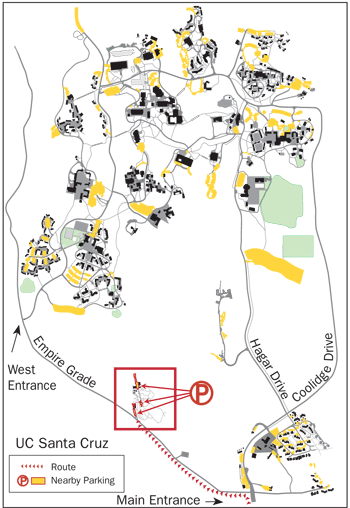 West
Entrance
Empire Grade
Hagar Drive
Coolidge Drive
P
UC Santa Cruz
Route
P Nearby Parking
Main Entrance